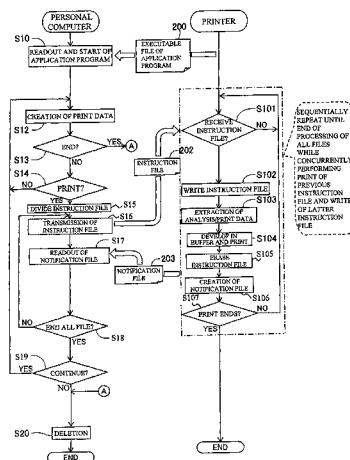 PERSONAL
COMPUTER
PRINTER
200
S10
READOUT AND START OF
APPLICATION PROGRAM
EXECUTABLE
FILE OF
APPLICATION
PROGRAM
CREATION OF PRINT DATA
S12
END?
YES
A
S13
NO
S14
PRINT?
NO
YES
S15
DIVIDE INSTRUCTION FILE
S16
TRANSMISSION OF
INSTRUCTION FILE
S17
READOUT OF
NOTIFICATION FILE
203
NOTIFICATION
FILE
NO
END ALL FILE?
S18
YES
S19
CONTINUE?
YES
NO
A
S20
DELETION
END
202
INSTRUCTION
FILE
S101
RECEIVE
INSTRUCTION
FILE?
NO
YES
S102
WRITE INSTRUCTION FILE
S103
EXTRACTION OF
ANALYSIS/PRINT DATA
DEVELOP IN
BUFFER AND PRINT
S104
S105
ERASE
INSTRUCTION FILE
S106
CREATION OF
NOTIFICATION FILE
S107
PRINT ENDS?
NO
YES
END
SEQUENTIALLY
REPEAT UNTIL
END OF
PROCESSING OF
ALL FILES
WHILE
CONCURRENTLY
PERFORMING
PRINT OF
PREVIOUS
INSTRUCTION
FILE AND WRITE
OF LATTER
INSTRUCTION
FILE